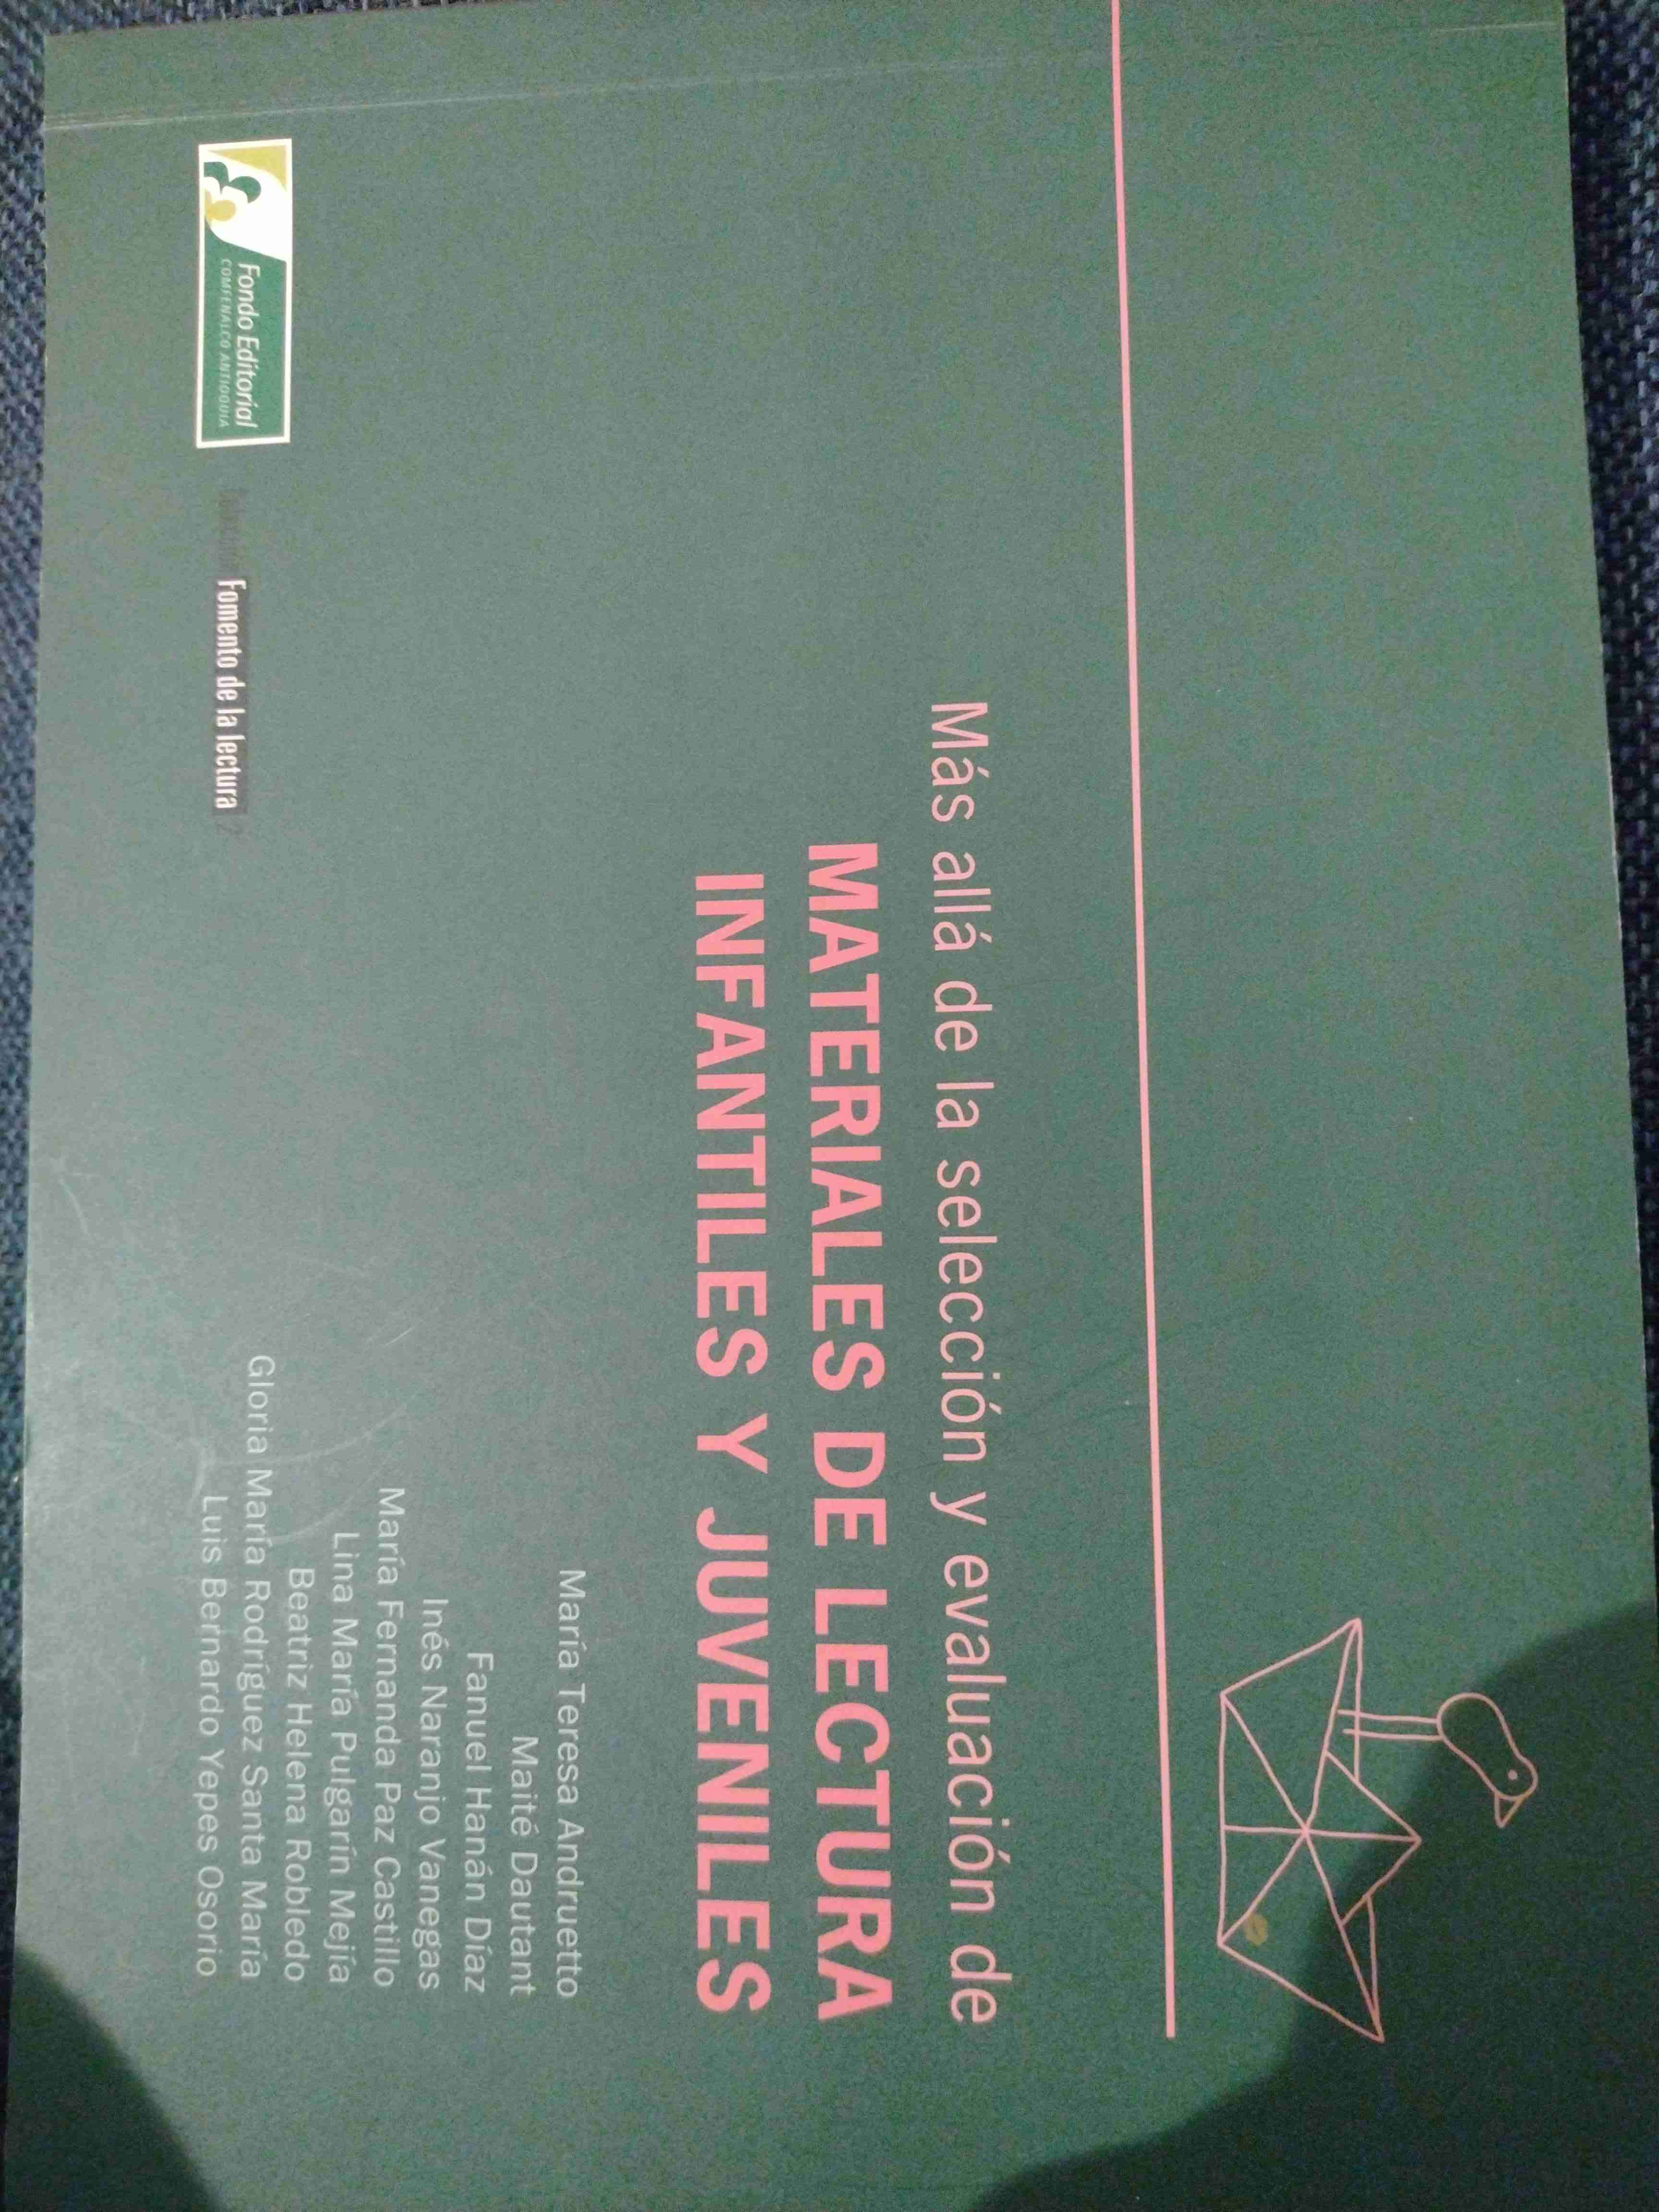 Más allá de la selección y evaluación de
MATERIALES DE LECTURA
INFANTILES Y JUVENILES
María Teresa Andruetto
Maité Dautant
Fanuel Hanán Díaz
Inés Naranjo Vanegas
María Fernanda Paz Castillo
Lina María Pulgarín Mejía
Beatriz Helena Robledo
Gloria María Rodríguez Santa María
Luis Bernardo Yepes Osorio
Fondo Editorial
COMFENALCO ANTIOQUIA
Fomento de la lectura